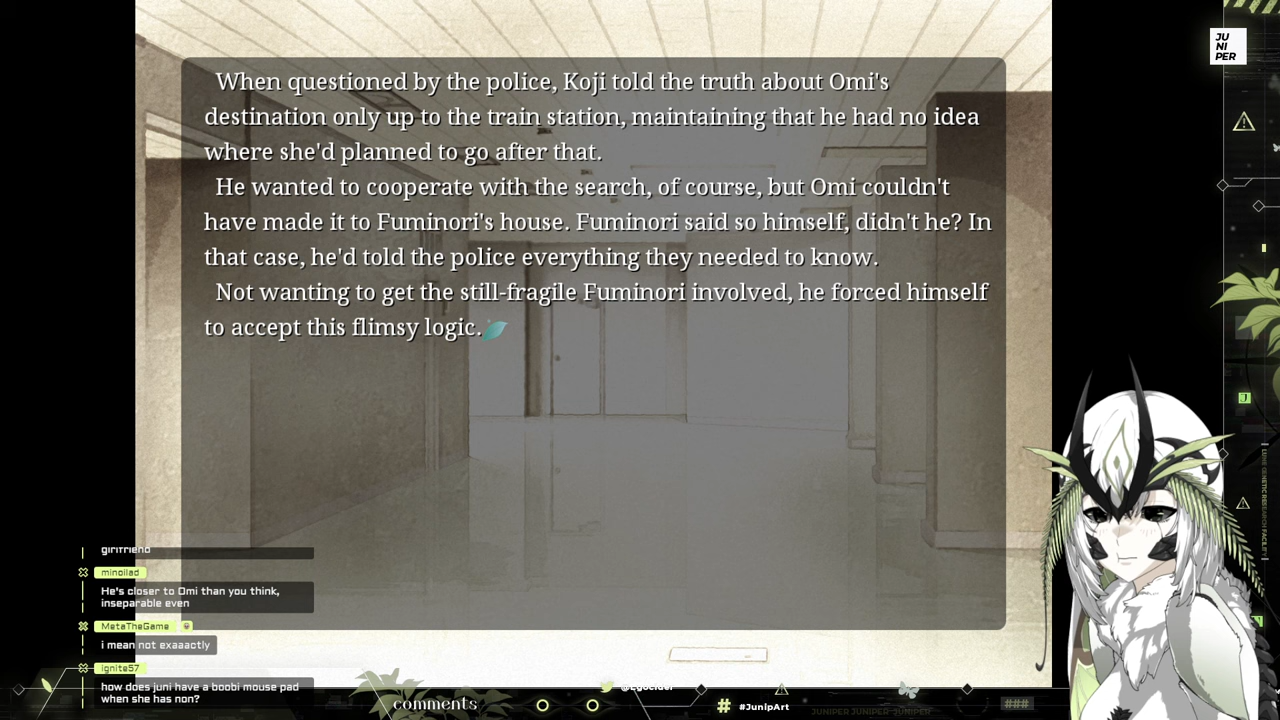 When questioned by the police, Koji told the truth about Omi's
destination only up to the train station, maintaining that he had no idea
where she'd planned to go after that.
He wanted to cooperate with the search, of course, but Omi couldn't
have made it to Fuminori's house. Fuminori said so himself, didn't he? In
that case, he'd told the police everything they needed to know.
Not wanting to get the still-fragile Fuminori involved, he forced himself
to accept this flimsy logic.
JU
NI
PER
girlfriend
minoilad
He's closer to Omi than you think,
inseparable even
MetaTheGame
i mean not exaaactly
ignite57
how does juni have a boobi mouse pad
when she has non?
comments
@Egocider
# #JunipArt
JUNIPER JUNIPER JUNIPER
###
J